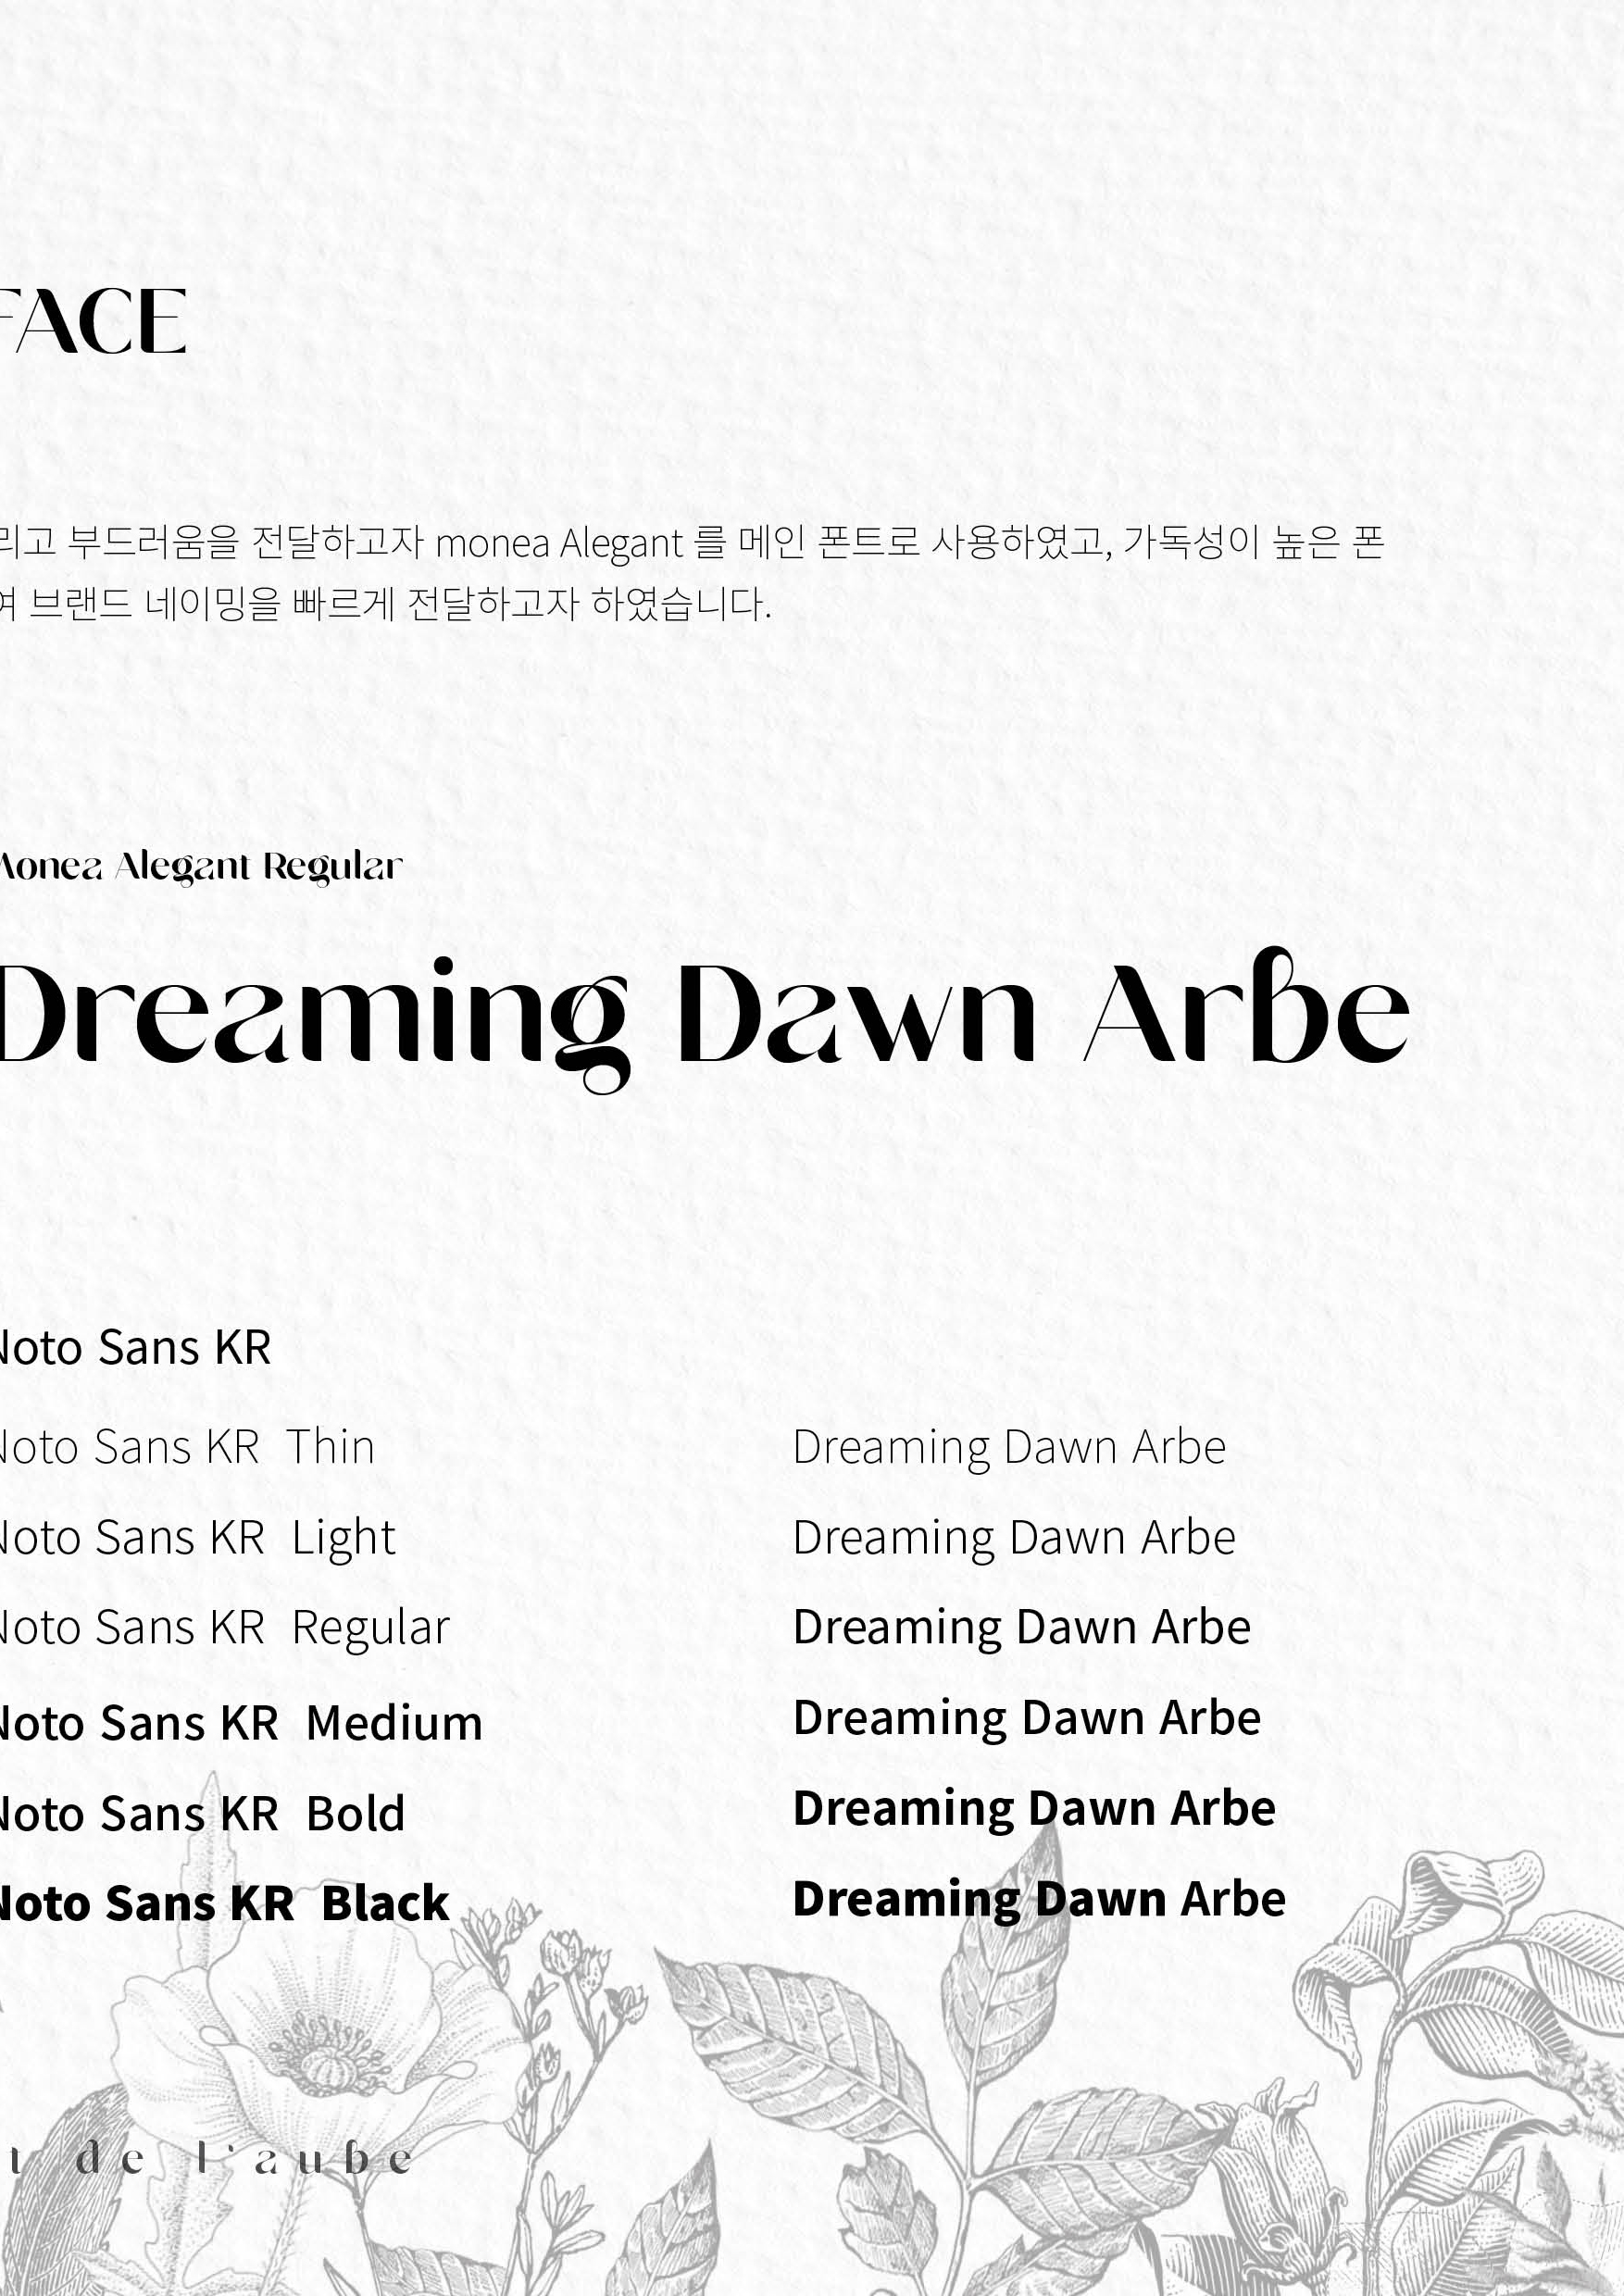 FACE
리고 부드러움을 전달하고자 monea Alegant 를 메인 폰트로 사용하였고, 가독성이 높은 폰
여 브랜드 네이밍을 빠르게 전달하고자 하였습니다.
Monea Alegant Regular
Dreaming Dawn Arbe
Noto Sans KR
Noto Sans KR Thin
Dreaming Dawn Arbe
Noto Sans KR Light
Dreaming Dawn Arbe
Noto Sans KR Regular
Dreaming Dawn Arbe
Noto Sans KR Medium
Dreaming Dawn Arbe
Noto Sans KR Bold
Dreaming Dawn Arbe
Noto Sans KR Black
Dreaming Dawn Arbe
t de l'aube